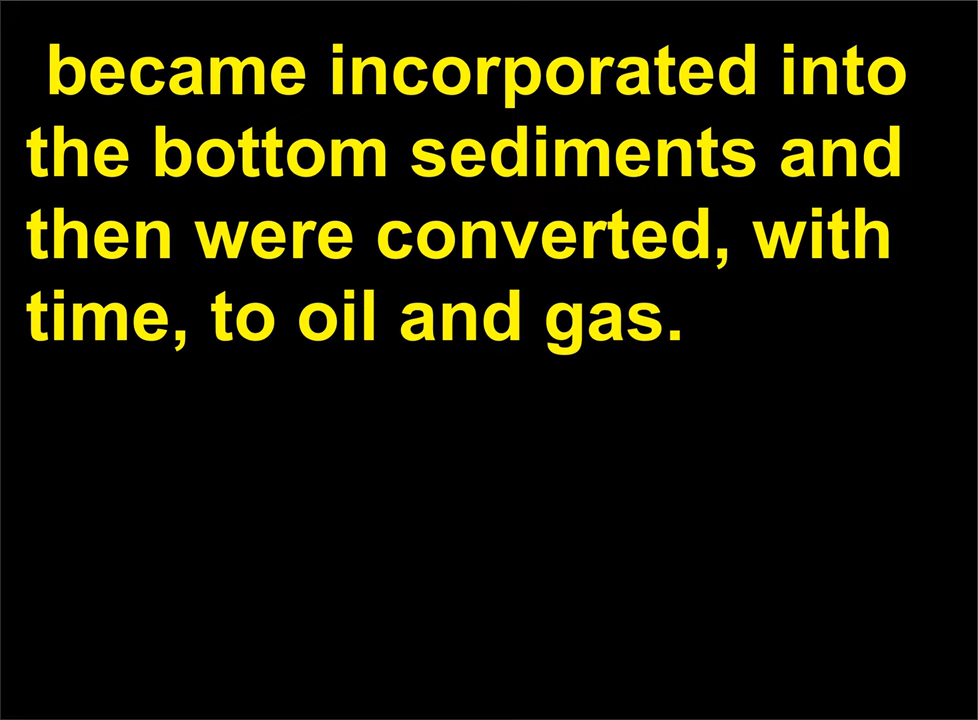 became incorporated into
the bottom sediments and
then were converted, with
time, to oil and gas.